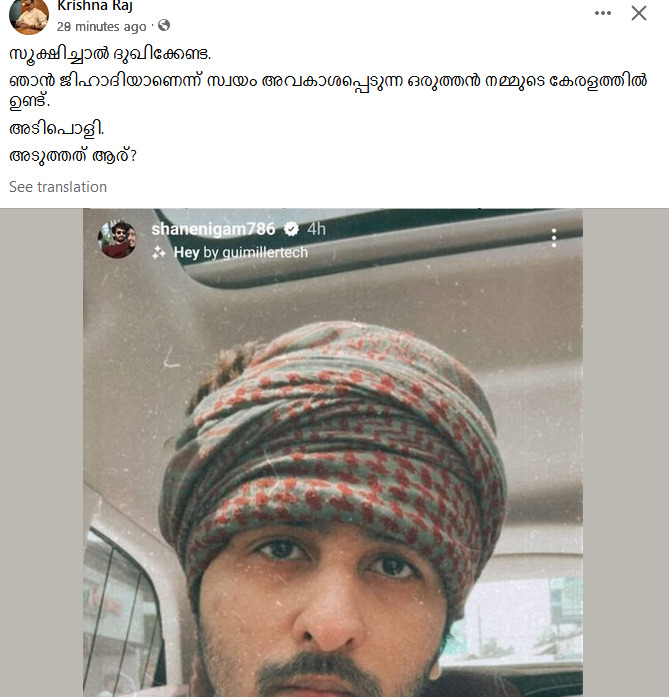 Krishna Raj
28 minutes ago ·
സൂക്ഷിച്ചാൽ ദുഖിക്കേണ്ട.
ഞാൻ ജിഹാദിയാണെന്ന് സ്വയം അവകാശപ്പെടുന്ന ഒരുത്തൻ നമ്മുടെ കേരളത്തിൽ
ഉണ്ട്.
അടിപൊളി.
അടുത്തത് ആര്?
See translation
shanenigam786 4h
Hey by guimillertech